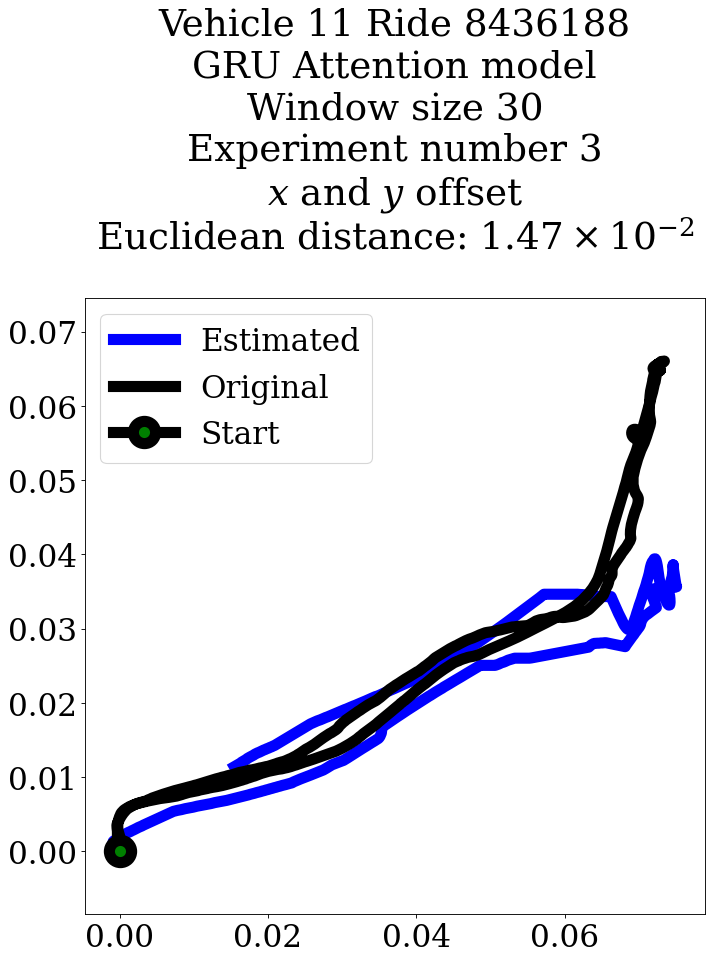 Vehicle 11 Ride 8436188
GRU Attention model
Window size 30
Experiment number 3
x and y offset
Euclidean distance: 1.47 × 10⁻²
Estimated
Original
Start
0.07
0.06
0.05
0.04
0.03
0.02
0.01
0.00
0.00 0.02 0.04 0.06